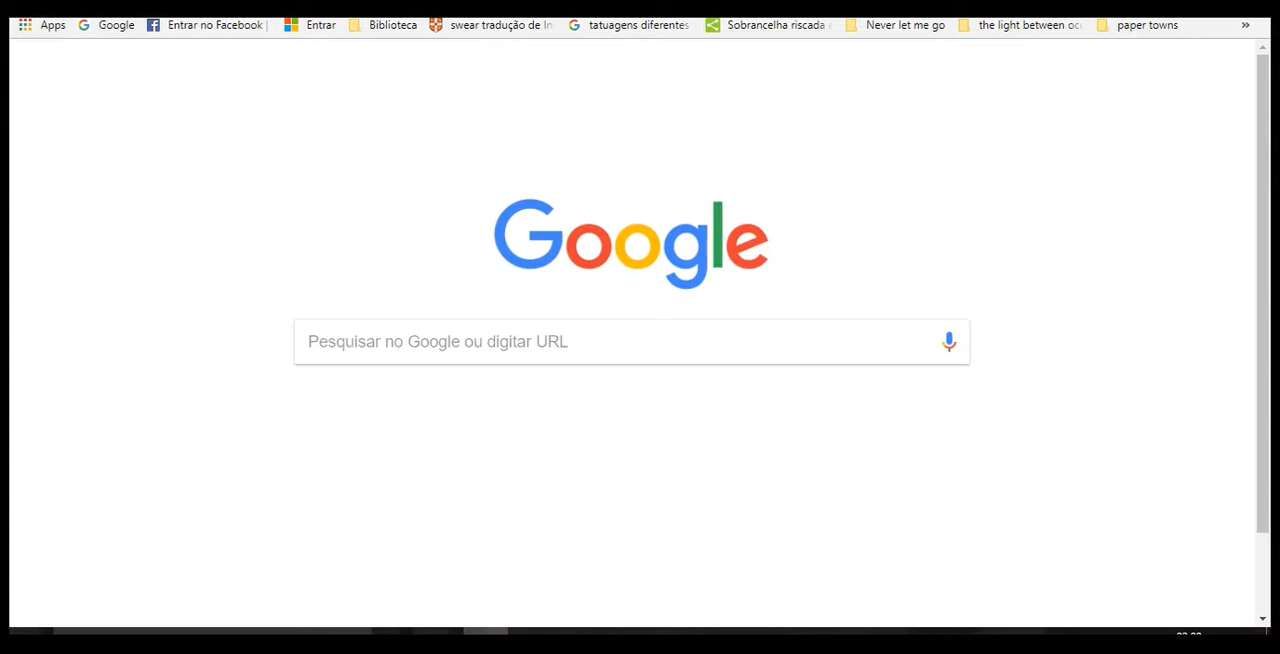 Apps Google Entrar no Facebook Entrar Biblioteca swear tradução de In tatuagens diferentes Sobrancelha riscada Never let me go the light between oc paper towns »
Google
Pesquisar no Google ou digitar URL